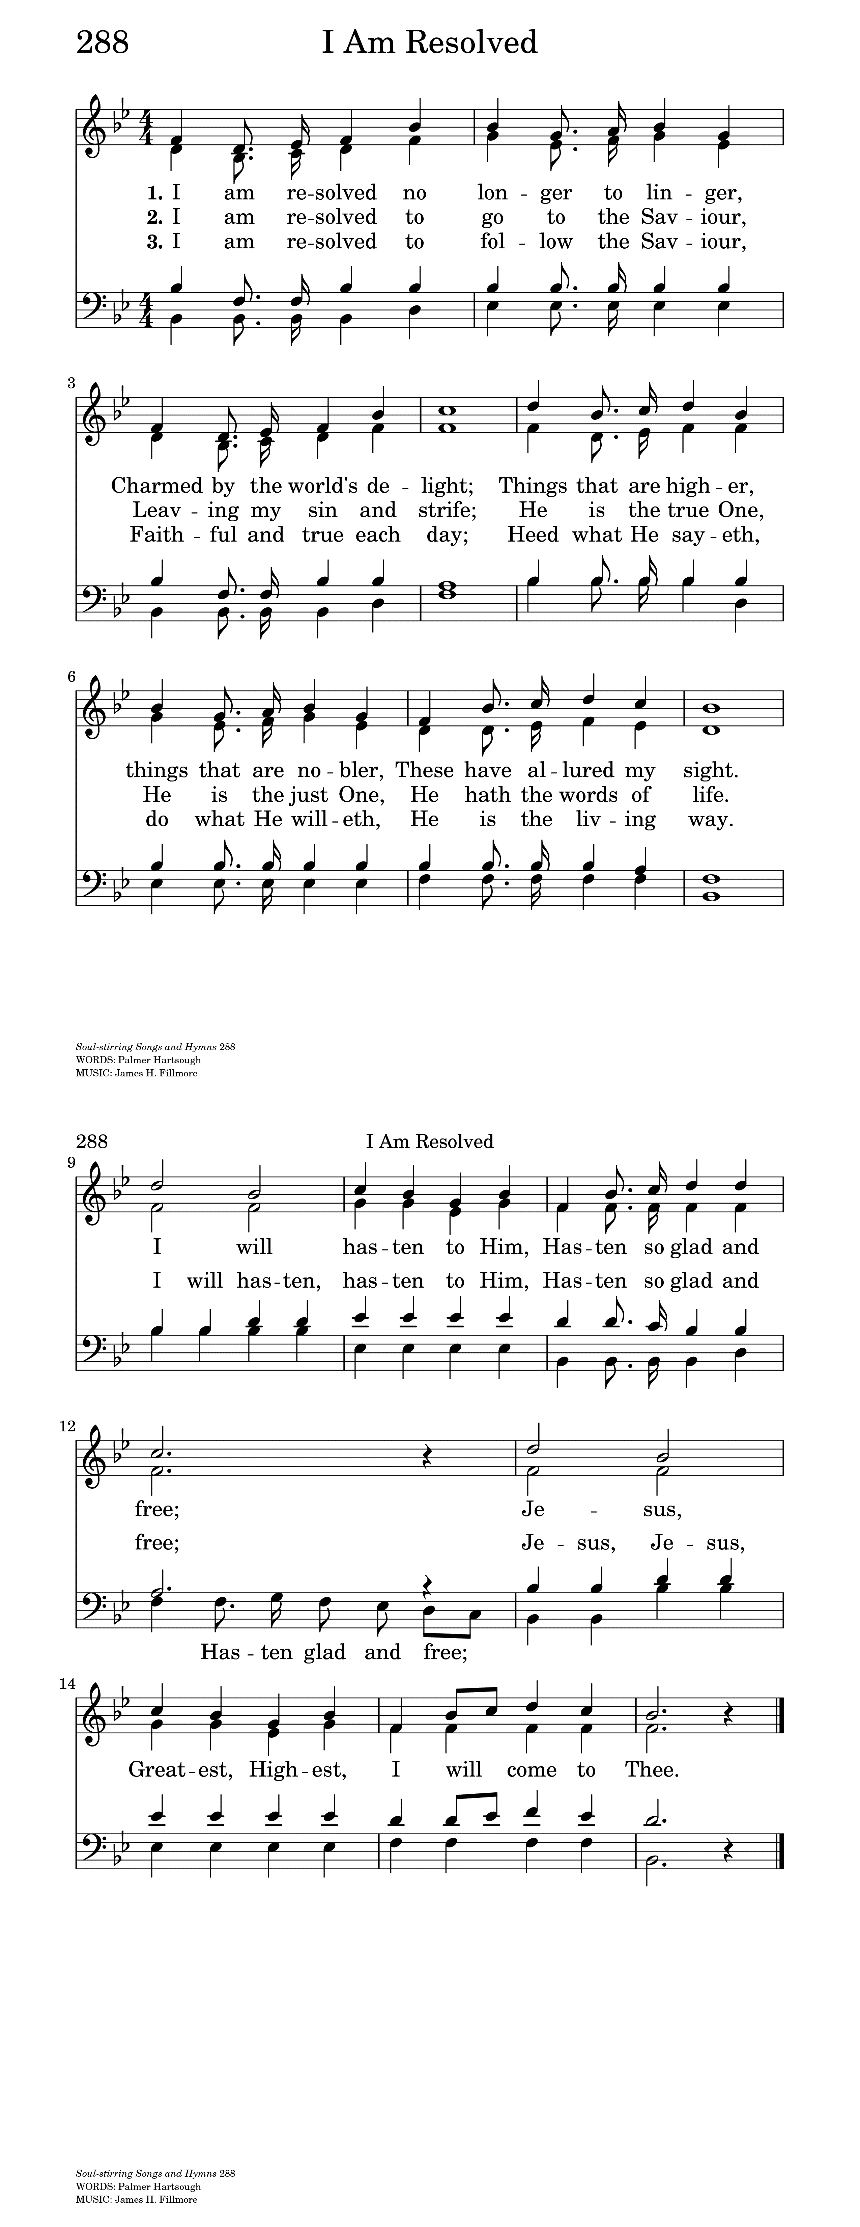 288 I Am Resolved
1. I am re-solved no lon - ger to lin - ger,
2. I am re-solved to go to the Sav - iour,
3. I am re-solved to fol - low the Sav - iour,
3
Charmed by the world's de - light; Things that are high - er,
Leav - ing my sin and strife; He is the true One,
Faith - ful and true each day; Heed what He say - eth,
6
things that are no - bler, These have al - lured my sight.
He is the just One, He hath the words of life.
do what He will - eth, He is the liv - ing way.
Soul-stirring Songs and Hymns 288
WORDS: Palmer Hartsough
MUSIC: James H. Fillmore
288 I Am Resolved
9
I will has - ten to Him, Has - ten so glad and
I will has - ten, has - ten to Him, Has - ten so glad and
12
free; Je - sus,
free; Je - sus, Je - sus,
Has - ten glad and free;
14
Great - est, High - est, I will come to Thee.
Soul-stirring Songs and Hymns 288
WORDS: Palmer Hartsough
MUSIC: James H. Fillmore